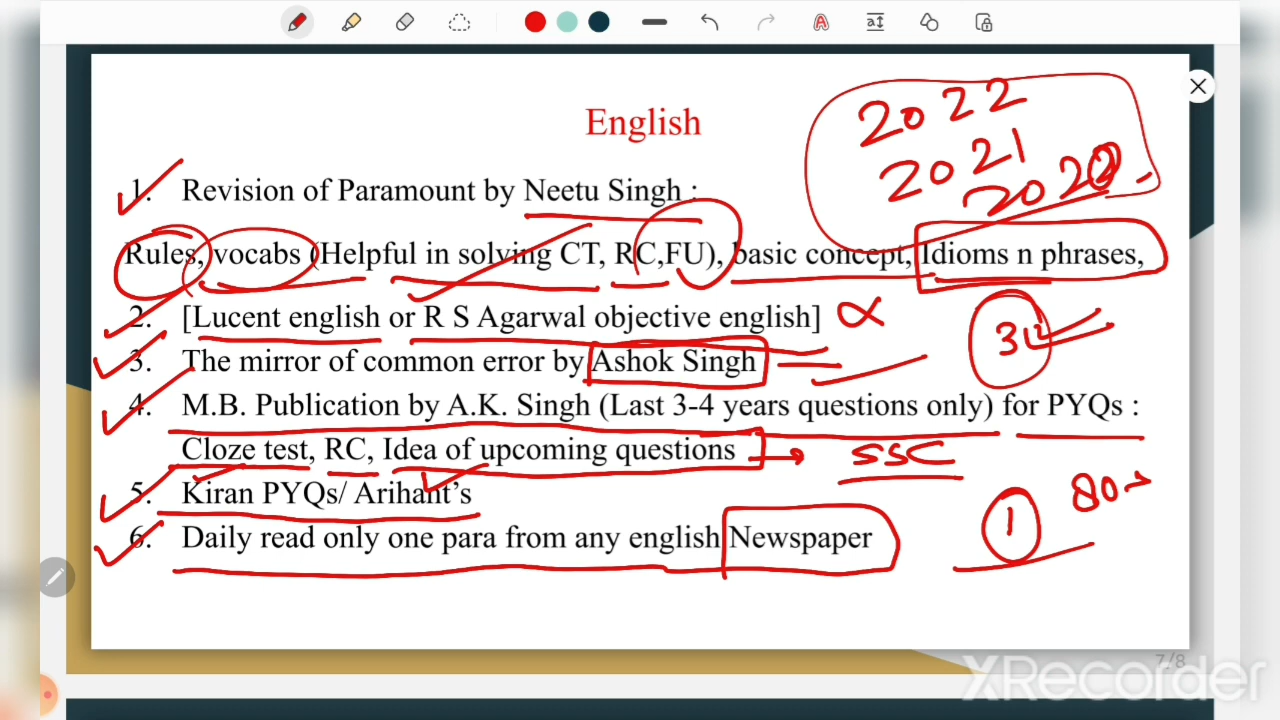 English
2022
2021
2020
1. Revision of Paramount by Neetu Singh :
Rules, vocabs (Helpful in solving CT, RC,FU), basic concept, Idioms n phrases,
2. [Lucent english or R S Agarwal objective english]
3. The mirror of common error by Ashok Singh
4. M.B. Publication by A.K. Singh (Last 3-4 years questions only) for PYQs :
Cloze test, RC, Idea of upcoming questions
SSC
5. Kiran PYQs/ Arihant's
80
1
6. Daily read only one para from any english Newspaper
7/8
XRecorder